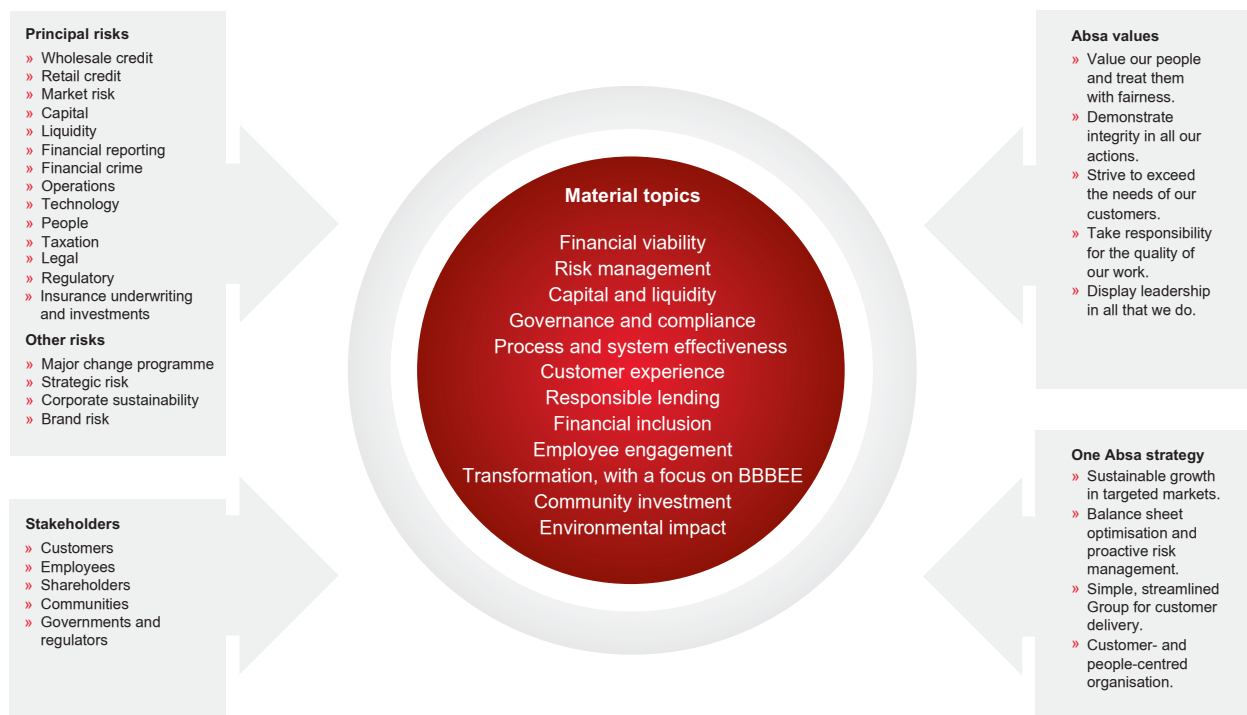 Principal risks
» Wholesale credit
» Retail credit
» Market risk
» Capital
» Liquidity
» Financial reporting
» Financial crime
» Operations
» Technology
» People
» Taxation
» Legal
» Regulatory
» Insurance underwriting
and investments
Other risks
» Major change programme
» Strategic risk
» Corporate sustainability
» Brand risk
Stakeholders
» Customers
» Employees
» Shareholders
» Communities
» Governments and
regulators
Material topics
Financial viability
Risk management
Capital and liquidity
Governance and compliance
Process and system effectiveness
Customer experience
Responsible lending
Financial inclusion
Employee engagement
Transformation, with a focus on BBBEE
Community investment
Environmental impact
Absa values
» Value our people
and treat them
with fairness.
» Demonstrate
integrity in all our
actions.
» Strive to exceed
the needs of our
customers.
» Take responsibility
for the quality of
our work.
» Display leadership
in all that we do.
One Absa strategy
» Sustainable growth
in targeted markets.
» Balance sheet
optimisation and
proactive risk
management.
» Simple, streamlined
Group for customer
delivery.
» Customer- and
people-centred
organisation.